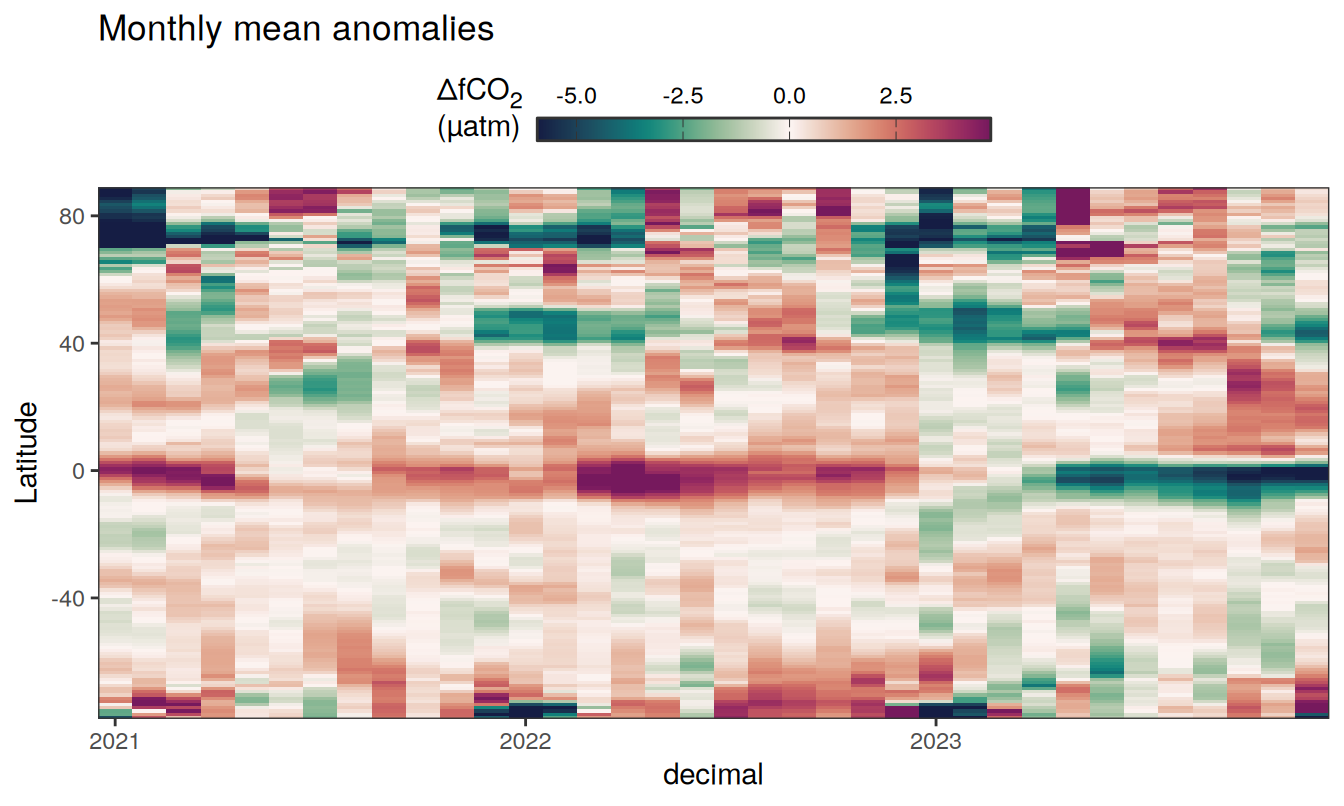 Monthly mean anomalies
ΔfCO₂
(µatm)
-5.0 -2.5 0.0 2.5
Latitude
80
40
0
-40
2021 2022 2023
decimal